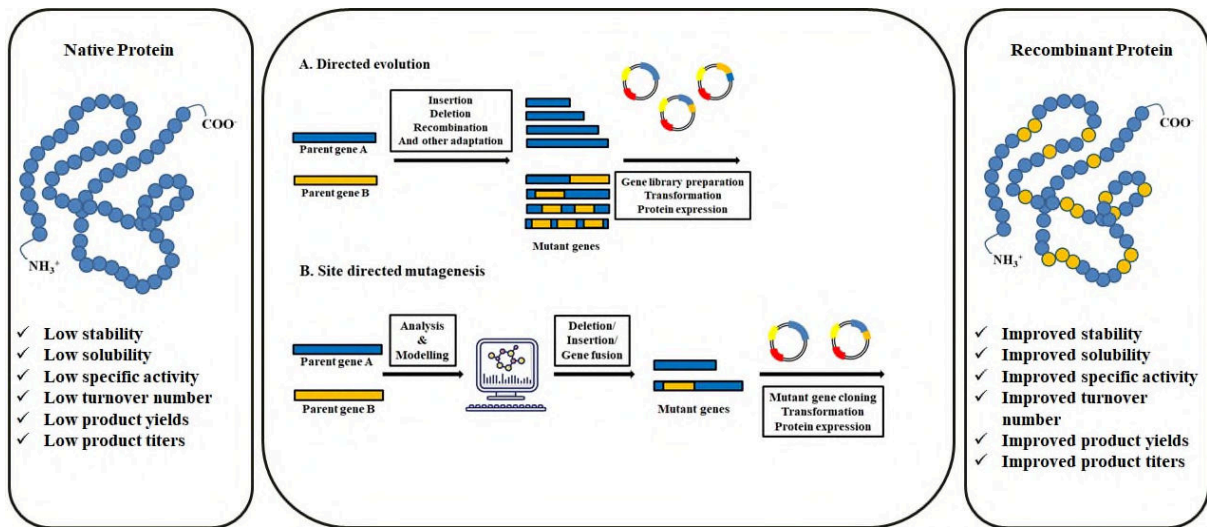 Native Protein
COO-
NH3+
✓ Low stability
✓ Low solubility
✓ Low specific activity
✓ Low turnover number
✓ Low product yields
✓ Low product titers
A. Directed evolution
Parent gene A
Parent gene B
Insertion
Deletion
Recombination
And other adaptation
Mutant genes
Gene library preparation
Transformation
Protein expression
B. Site directed mutagenesis
Parent gene A
Parent gene B
Analysis
&
Modelling
Deletion/
Insertion/
Gene fusion
Mutant genes
Mutant gene cloning
Transformation
Protein expression
Recombinant Protein
COO-
NH3+
✓ Improved stability
✓ Improved solubility
✓ Improved specific activity
✓ Improved turnover
number
✓ Improved product yields
✓ Improved product titers